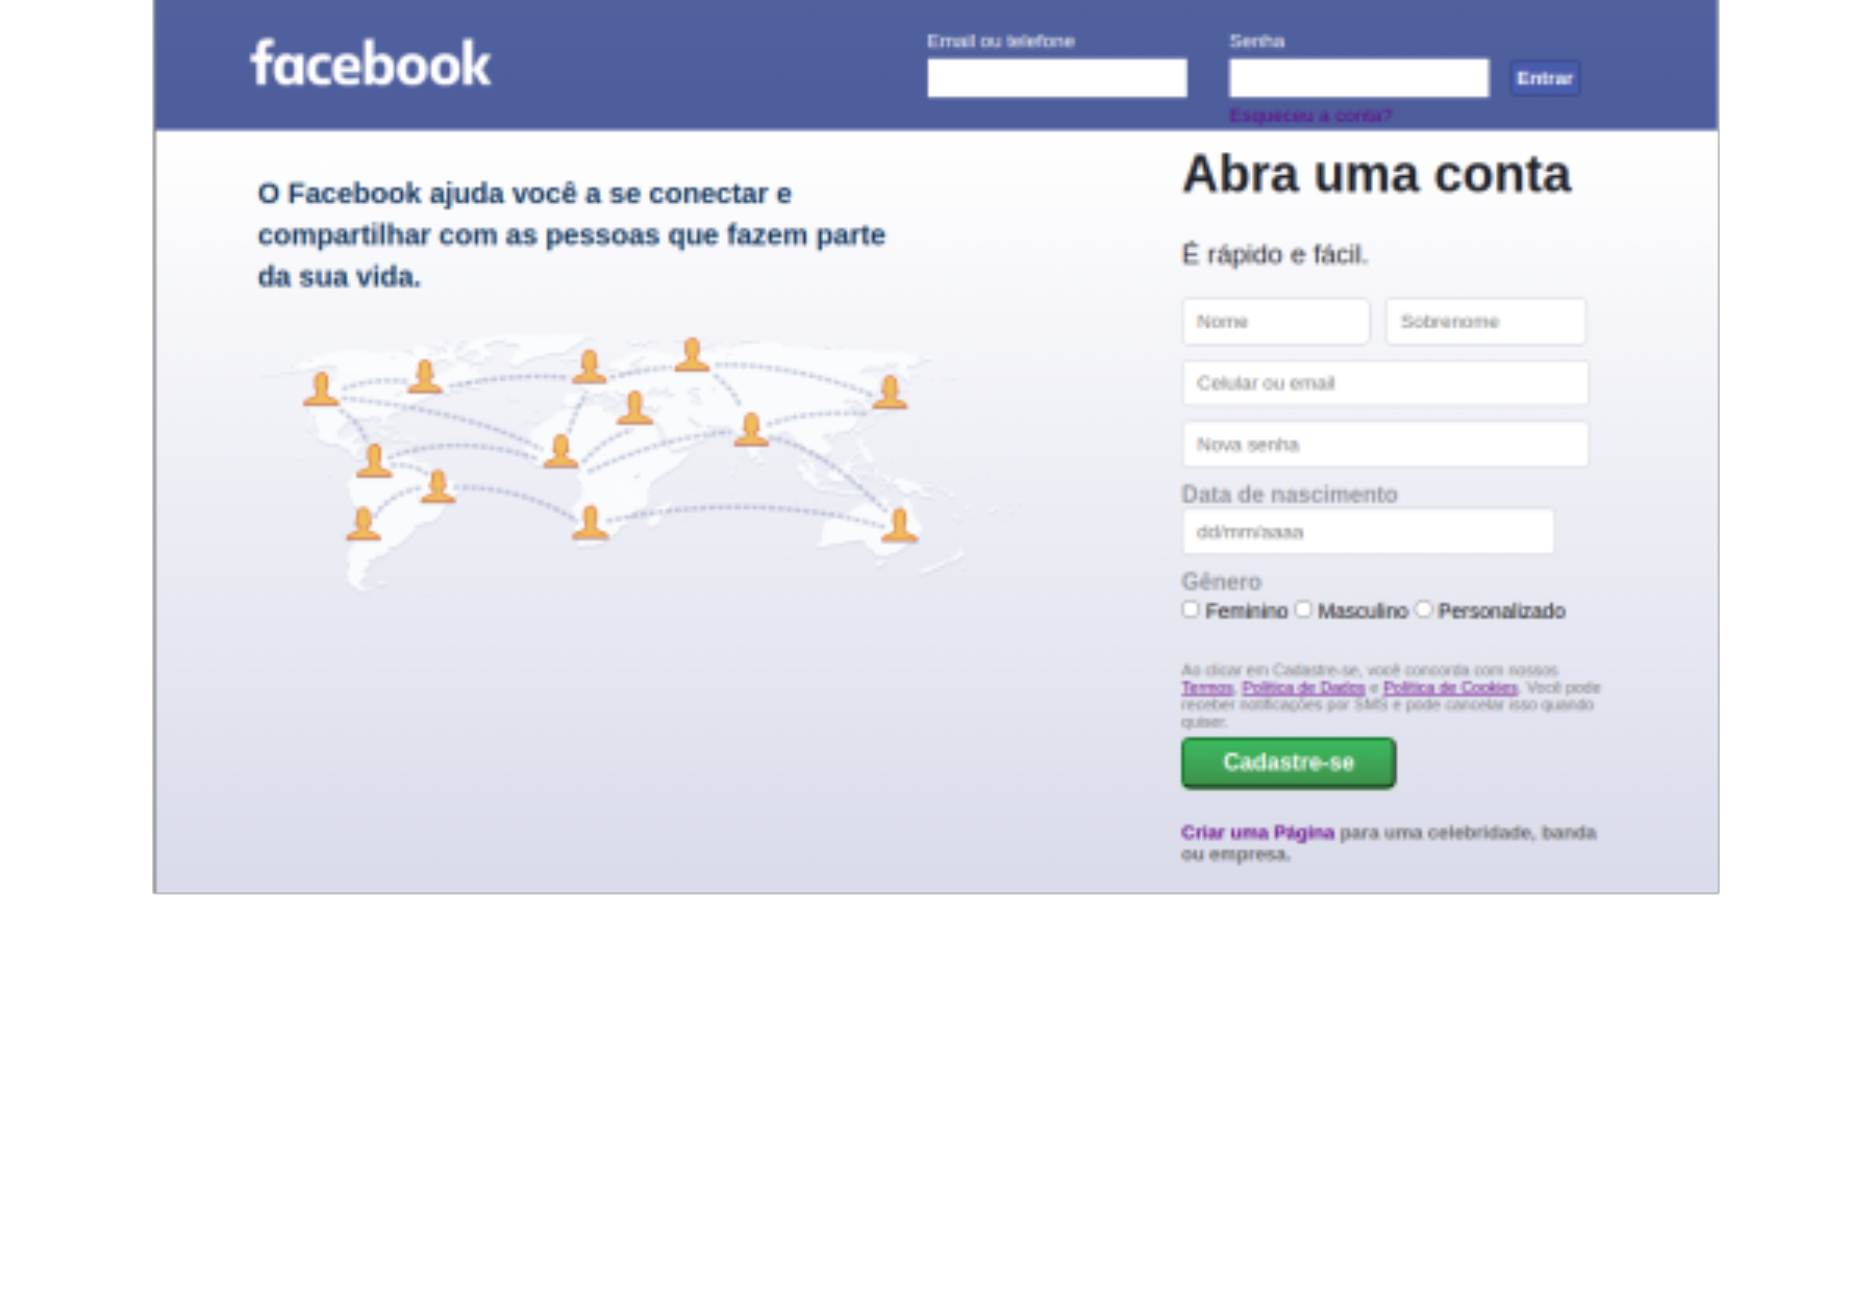 facebook
Email ou telefone
Senha
Entrar
Esqueceu a conta?
O Facebook ajuda você a se conectar e
compartilhar com as pessoas que fazem parte
da sua vida.
Abra uma conta
É rápido e fácil.
Nome
Sobrenome
Celular ou email
Nova senha
Data de nascimento
dd/mm/aaaa
Gênero
Feminino Masculino Personalizado
Ao clicar em Cadastre-se, você concorda com nossos
Termos, Política de Dados e Política de Cookies. Você pode
receber notificações por SMS e pode cancelar isso quando
quiser.
Cadastre-se
Criar uma Página para uma celebridade, banda
ou empresa.